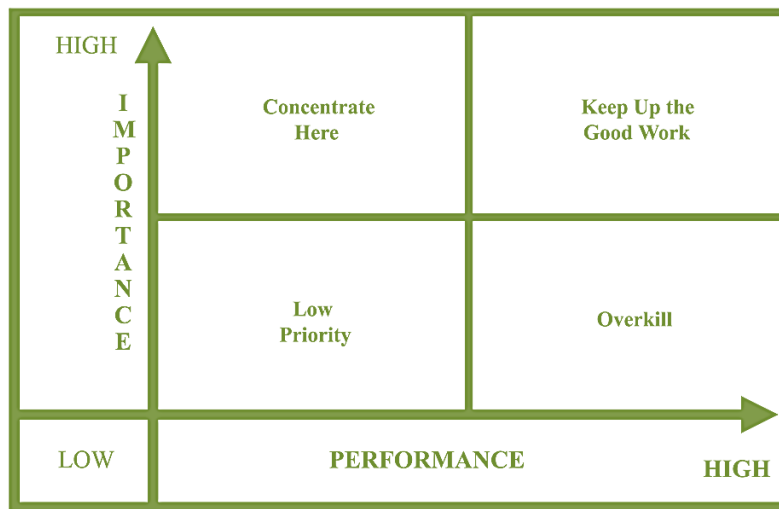 HIGH
IMPORTANCE
Concentrate
Here
Keep Up the
Good Work
Low
Priority
Overkill
LOW
PERFORMANCE
HIGH